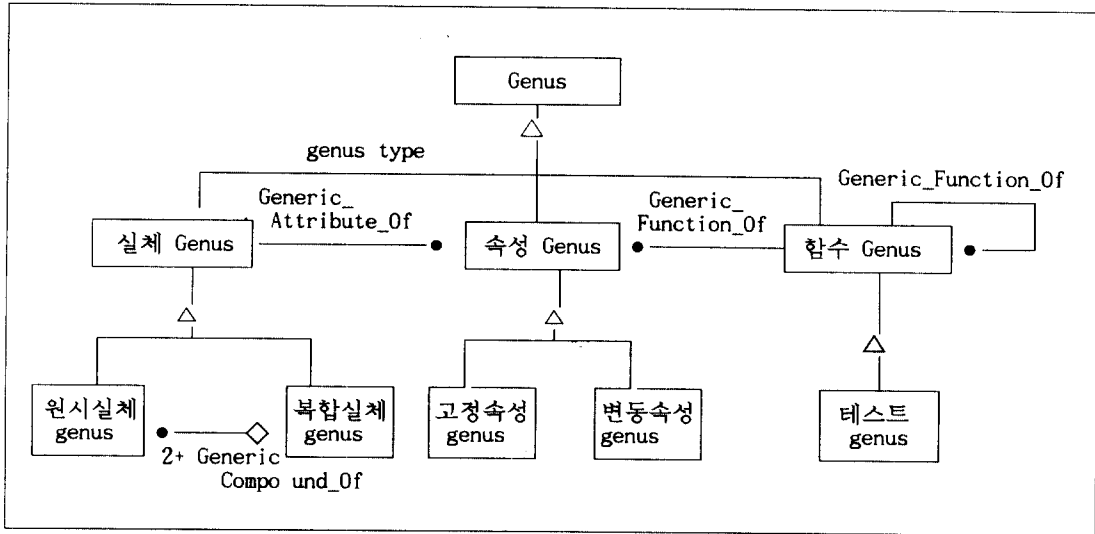 Genus
genus type
Generic_Function_Of
Generic_
Attribute_Of
Generic_
Function_Of
실체 Genus
속성 Genus
함수 Genus
원시실체
genus
복합실체
genus
고정속성
genus
변동속성
genus
테스트
genus
2+ Generic
Compo und_Of